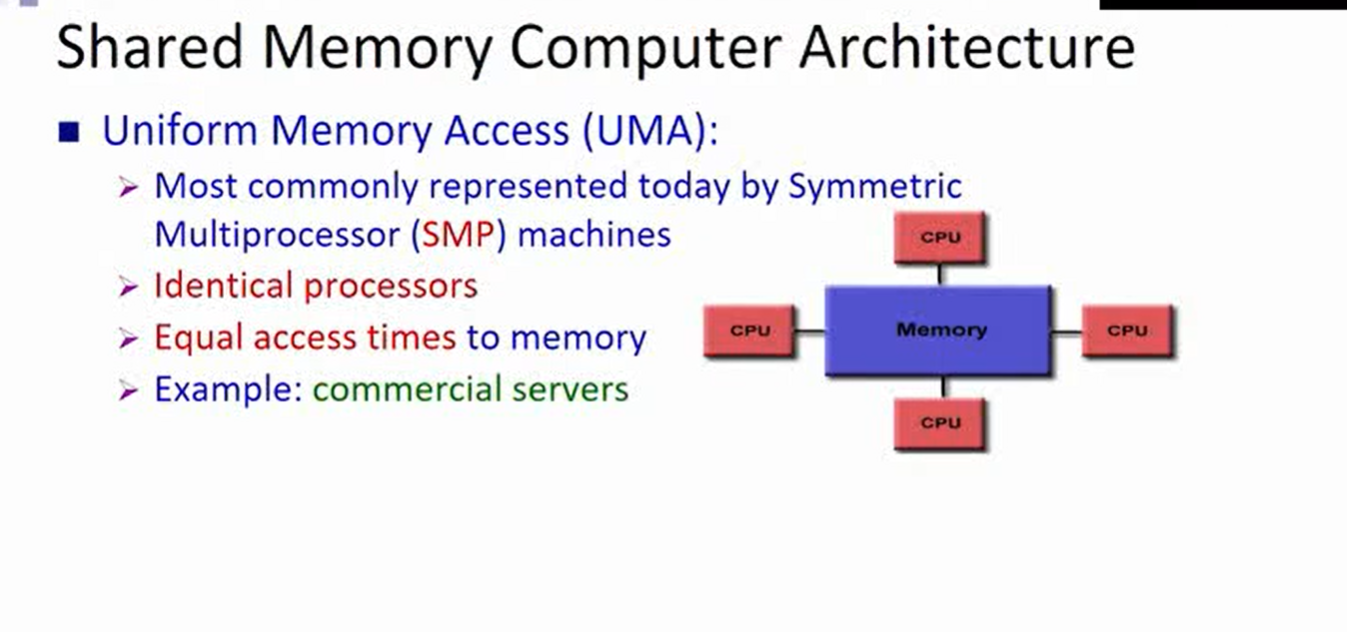 Shared Memory Computer Architecture
Uniform Memory Access (UMA):
Most commonly represented today by Symmetric
Multiprocessor (SMP) machines
Identical processors
Equal access times to memory
Example: commercial servers
CPU
CPU
Memory
CPU
CPU